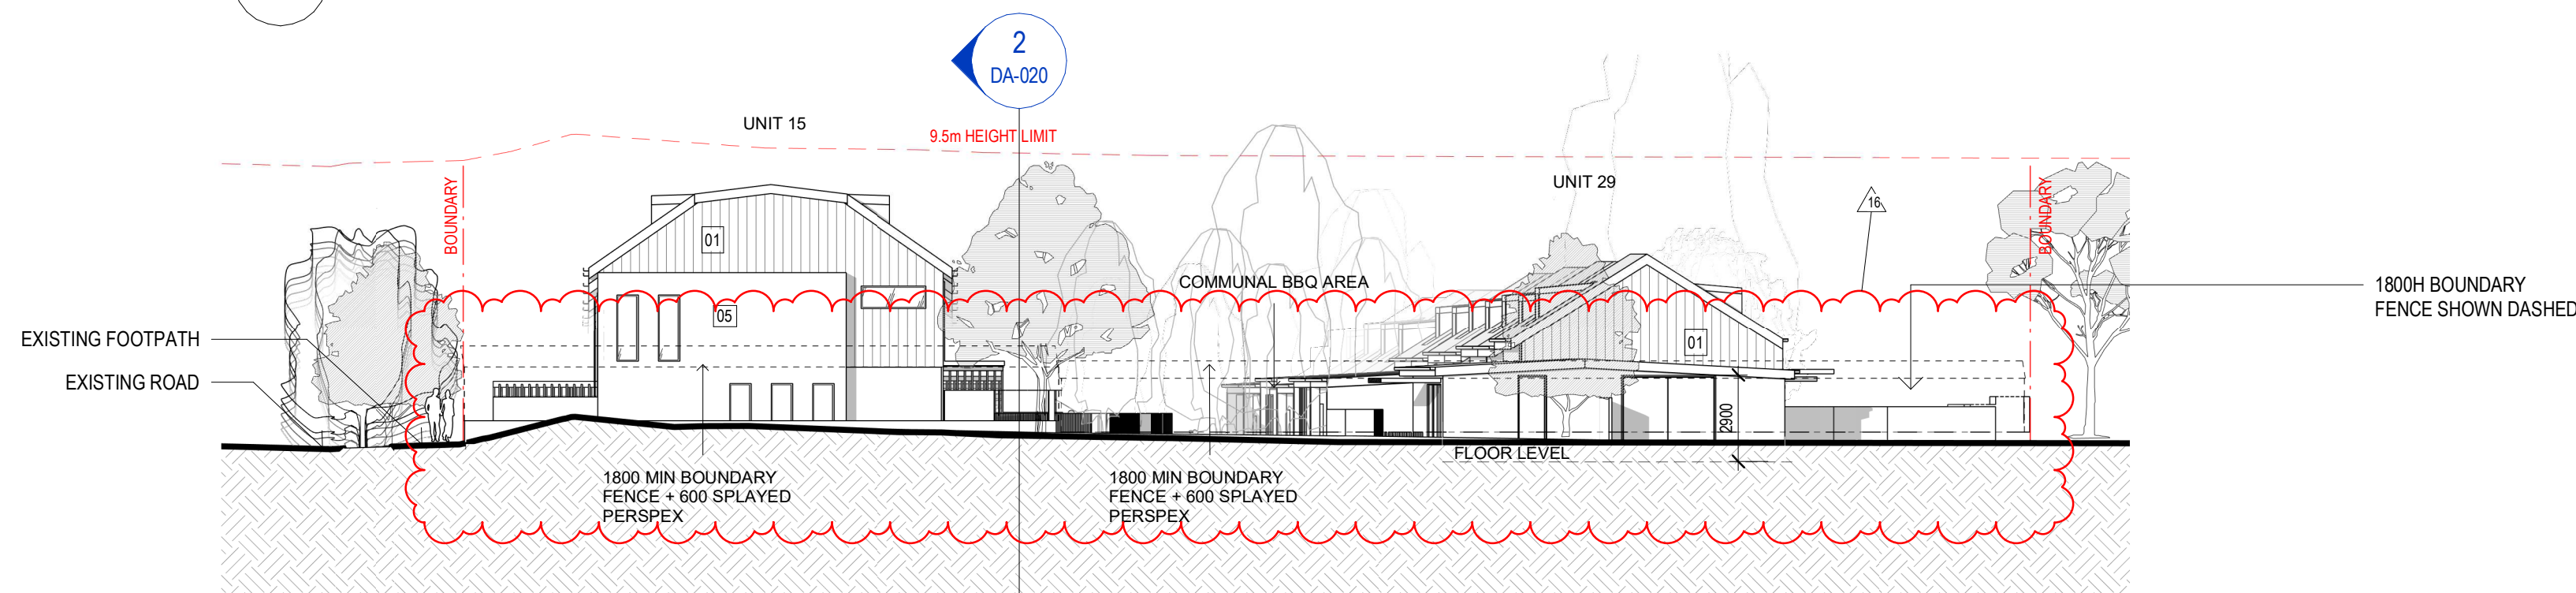 2
DA-020
UNIT 15
9.5m HEIGHT LIMIT
UNIT 29
BOUNDARY
BOUNDARY
16
01
COMMUNAL BBQ AREA
1800H BOUNDARY
FENCE SHOWN DASHED
05
EXISTING FOOTPATH
01
EXISTING ROAD
2900
FLOOR LEVEL
1800 MIN BOUNDARY
FENCE + 600 SPLAYED
PERSPEX
1800 MIN BOUNDARY
FENCE + 600 SPLAYED
PERSPEX